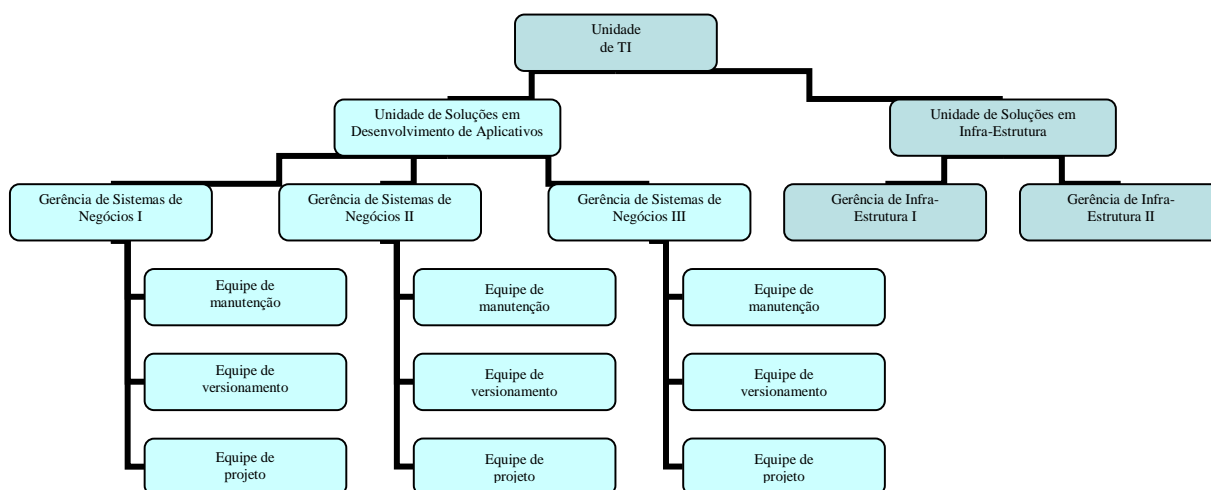 Unidade
de TI
Unidade de Soluções em
Desenvolvimento de Aplicativos
Unidade de Soluções em
Infra-Estrutura
Gerência de Sistemas de
Negócios I
Gerência de Sistemas de
Negócios II
Gerência de Sistemas de
Negócios III
Gerência de Infra-
Estrutura I
Gerência de Infra-
Estrutura II
Equipe de
manutenção
Equipe de
manutenção
Equipe de
manutenção
Equipe de
versionamento
Equipe de
versionamento
Equipe de
versionamento
Equipe de
projeto
Equipe de
projeto
Equipe de
projeto